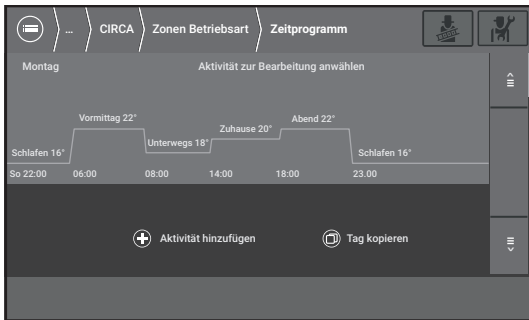 ... CIRCA Zonen Betriebsart Zeitprogramm
Montag Aktivität zur Bearbeitung anwählen
Vormittag 22° Abend 22°
Zuhause 20°
Unterwegs 18°
Schlafen 16° Schlafen 16°
So 22:00 06:00 08:00 14:00 18:00 23.00
Aktivität hinzufügen Tag kopieren